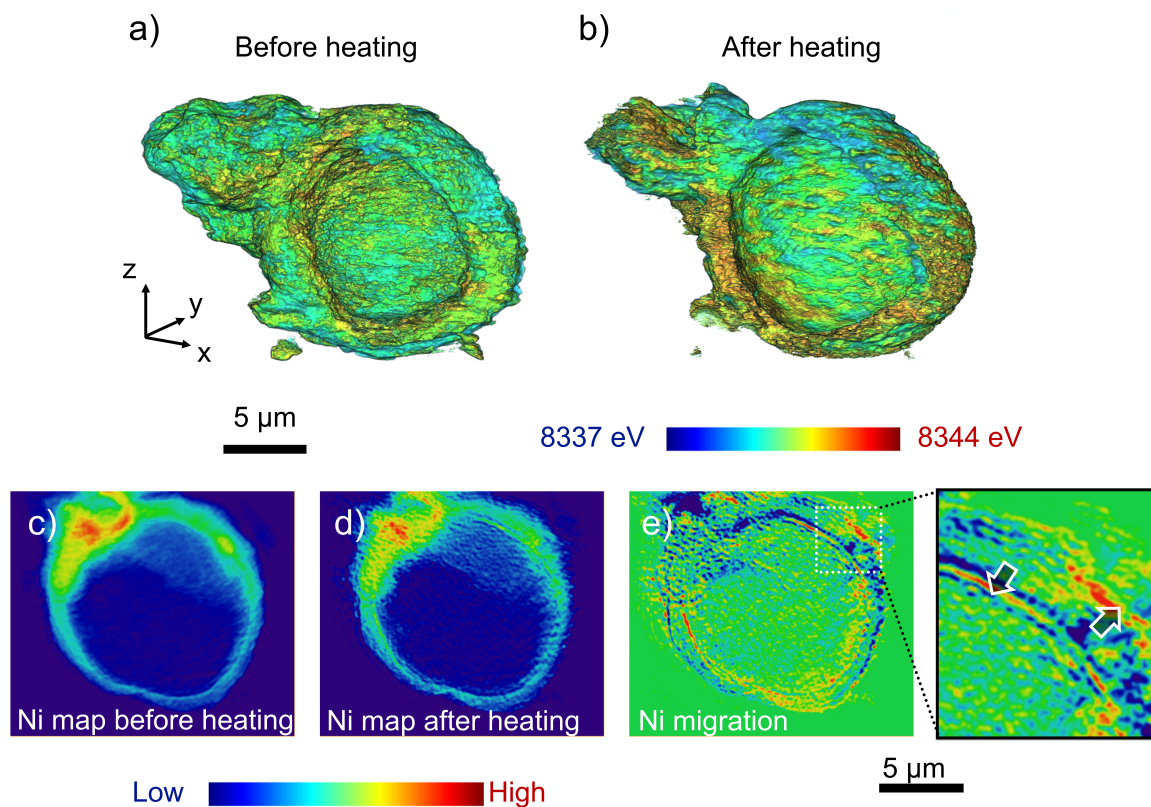 a)
Before heating
b)
After heating
z
y
x
5 μm
8337 eV
8344 eV
c)
Ni map before heating
d)
Ni map after heating
e)
Ni migration
Low
High
5 μm